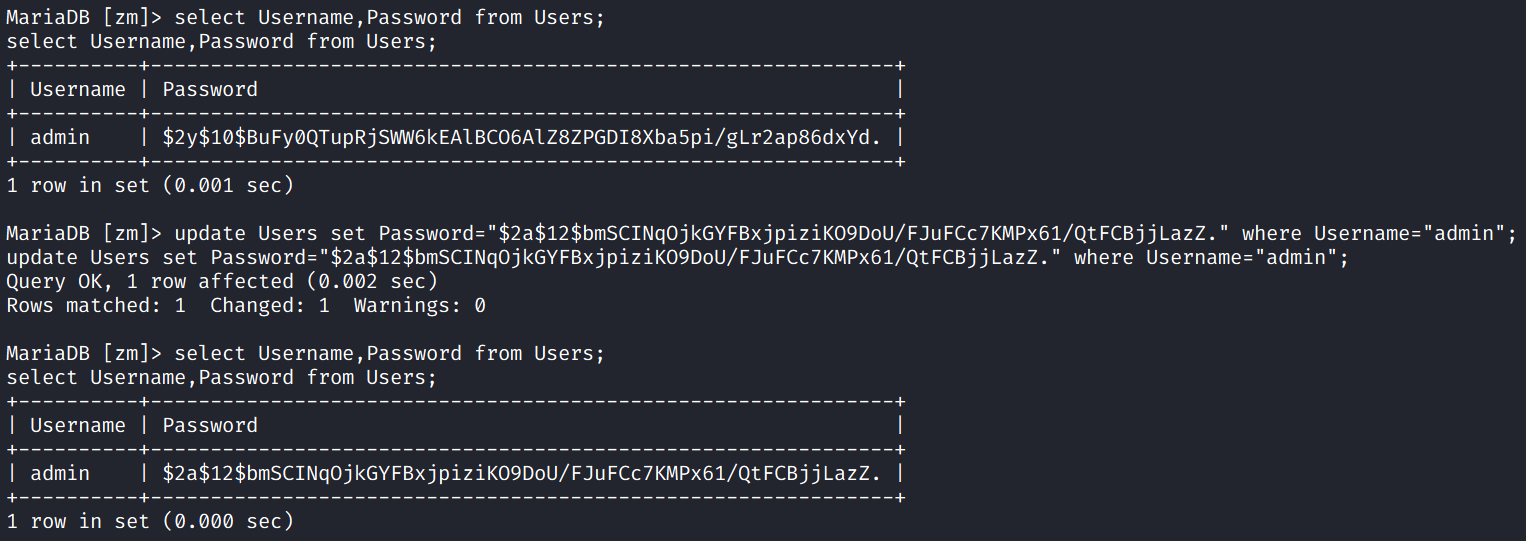 MariaDB [zm]> select Username,Password from Users;
select Username,Password from Users;
+----------+--------------------------------------------------------------+
| Username | Password                                                     |
+----------+--------------------------------------------------------------+
| admin    | $2y$10$BuFy0QTupRjSWW6kEAlBCO6AlZ8ZPGDI8Xba5pi/gLr2ap86dxYd. |
+----------+--------------------------------------------------------------+
1 row in set (0.001 sec)

MariaDB [zm]> update Users set Password="$2a$12$bmSCINqOjkGYFBxjpiziKO9DoU/FJuFCc7KMPx61/QtFCBjjLazZ." where Username="admin";
update Users set Password="$2a$12$bmSCINqOjkGYFBxjpiziKO9DoU/FJuFCc7KMPx61/QtFCBjjLazZ." where Username="admin";
Query OK, 1 row affected (0.002 sec)
Rows matched: 1  Changed: 1  Warnings: 0

MariaDB [zm]> select Username,Password from Users;
select Username,Password from Users;
+----------+--------------------------------------------------------------+
| Username | Password                                                     |
+----------+--------------------------------------------------------------+
| admin    | $2a$12$bmSCINqOjkGYFBxjpiziKO9DoU/FJuFCc7KMPx61/QtFCBjjLazZ. |
+----------+--------------------------------------------------------------+
1 row in set (0.000 sec)